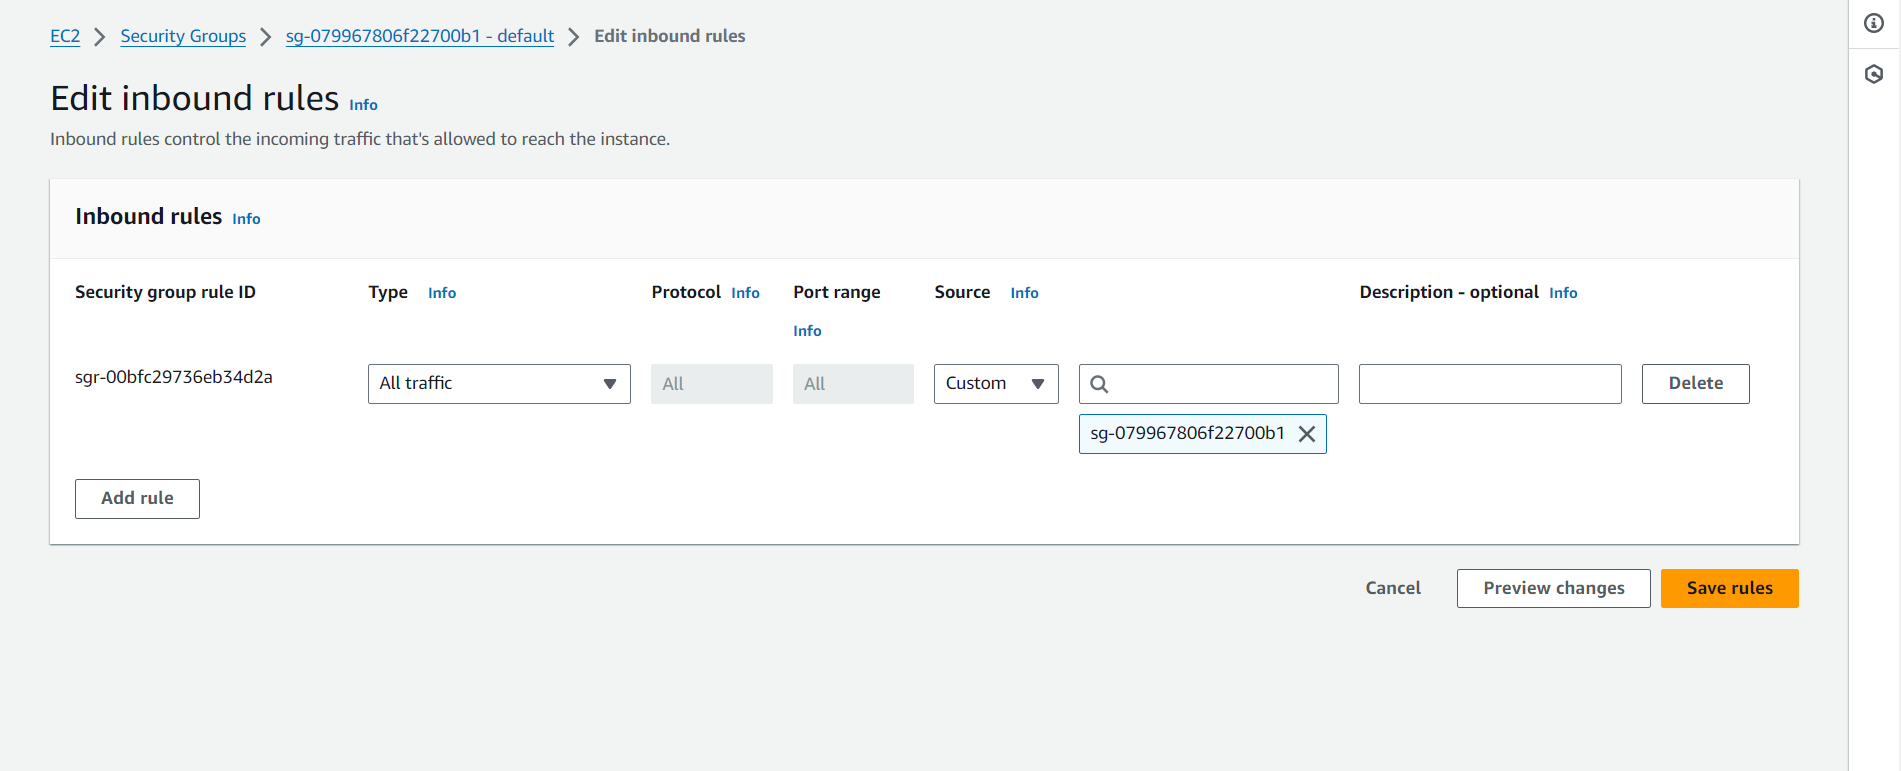 EC2 Security Groups sg-079967806f22700b1 - default Edit inbound rules
Edit inbound rules Info
Inbound rules control the incoming traffic that's allowed to reach the instance.
Inbound rules Info
Security group rule ID Type Info Protocol Info Port range Info Source Info Description - optional Info
sgr-00bfc29736eb34d2a All traffic All All Custom Delete
sg-079967806f22700b1
Add rule
Cancel Preview changes Save rules